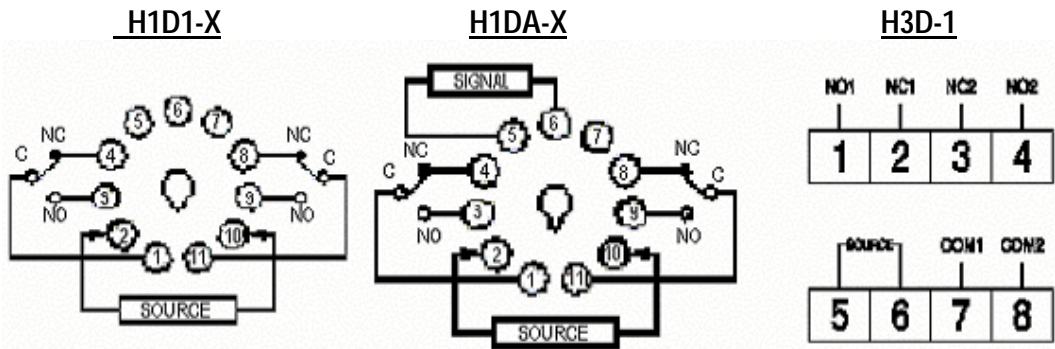 H1D1-X
5 6 7
NC 4 8 NC
C C
NO 3 9 NO
2 10
1 11
SOURCE
H1DA-X
SIGNAL
5 6 7
NC 4 8 NC
C C
NO 3 9 NO
2 10
1 11
SOURCE
H3D-1
NO1 NC1 NC2 NO2
1 2 3 4
SOURCE COM1 COM2
5 6 7 8